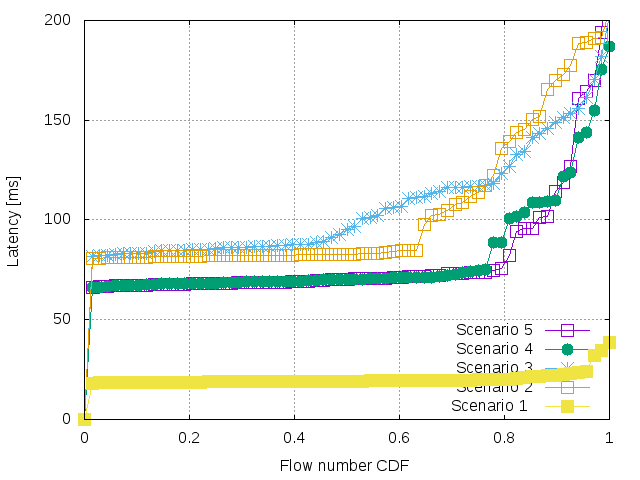 200
150
100
50
0
Latency [ms]
Scenario 5
Scenario 4
Scenario 3
Scenario 2
Scenario 1
0
0.2
0.4
0.6
0.8
1
Flow number CDF